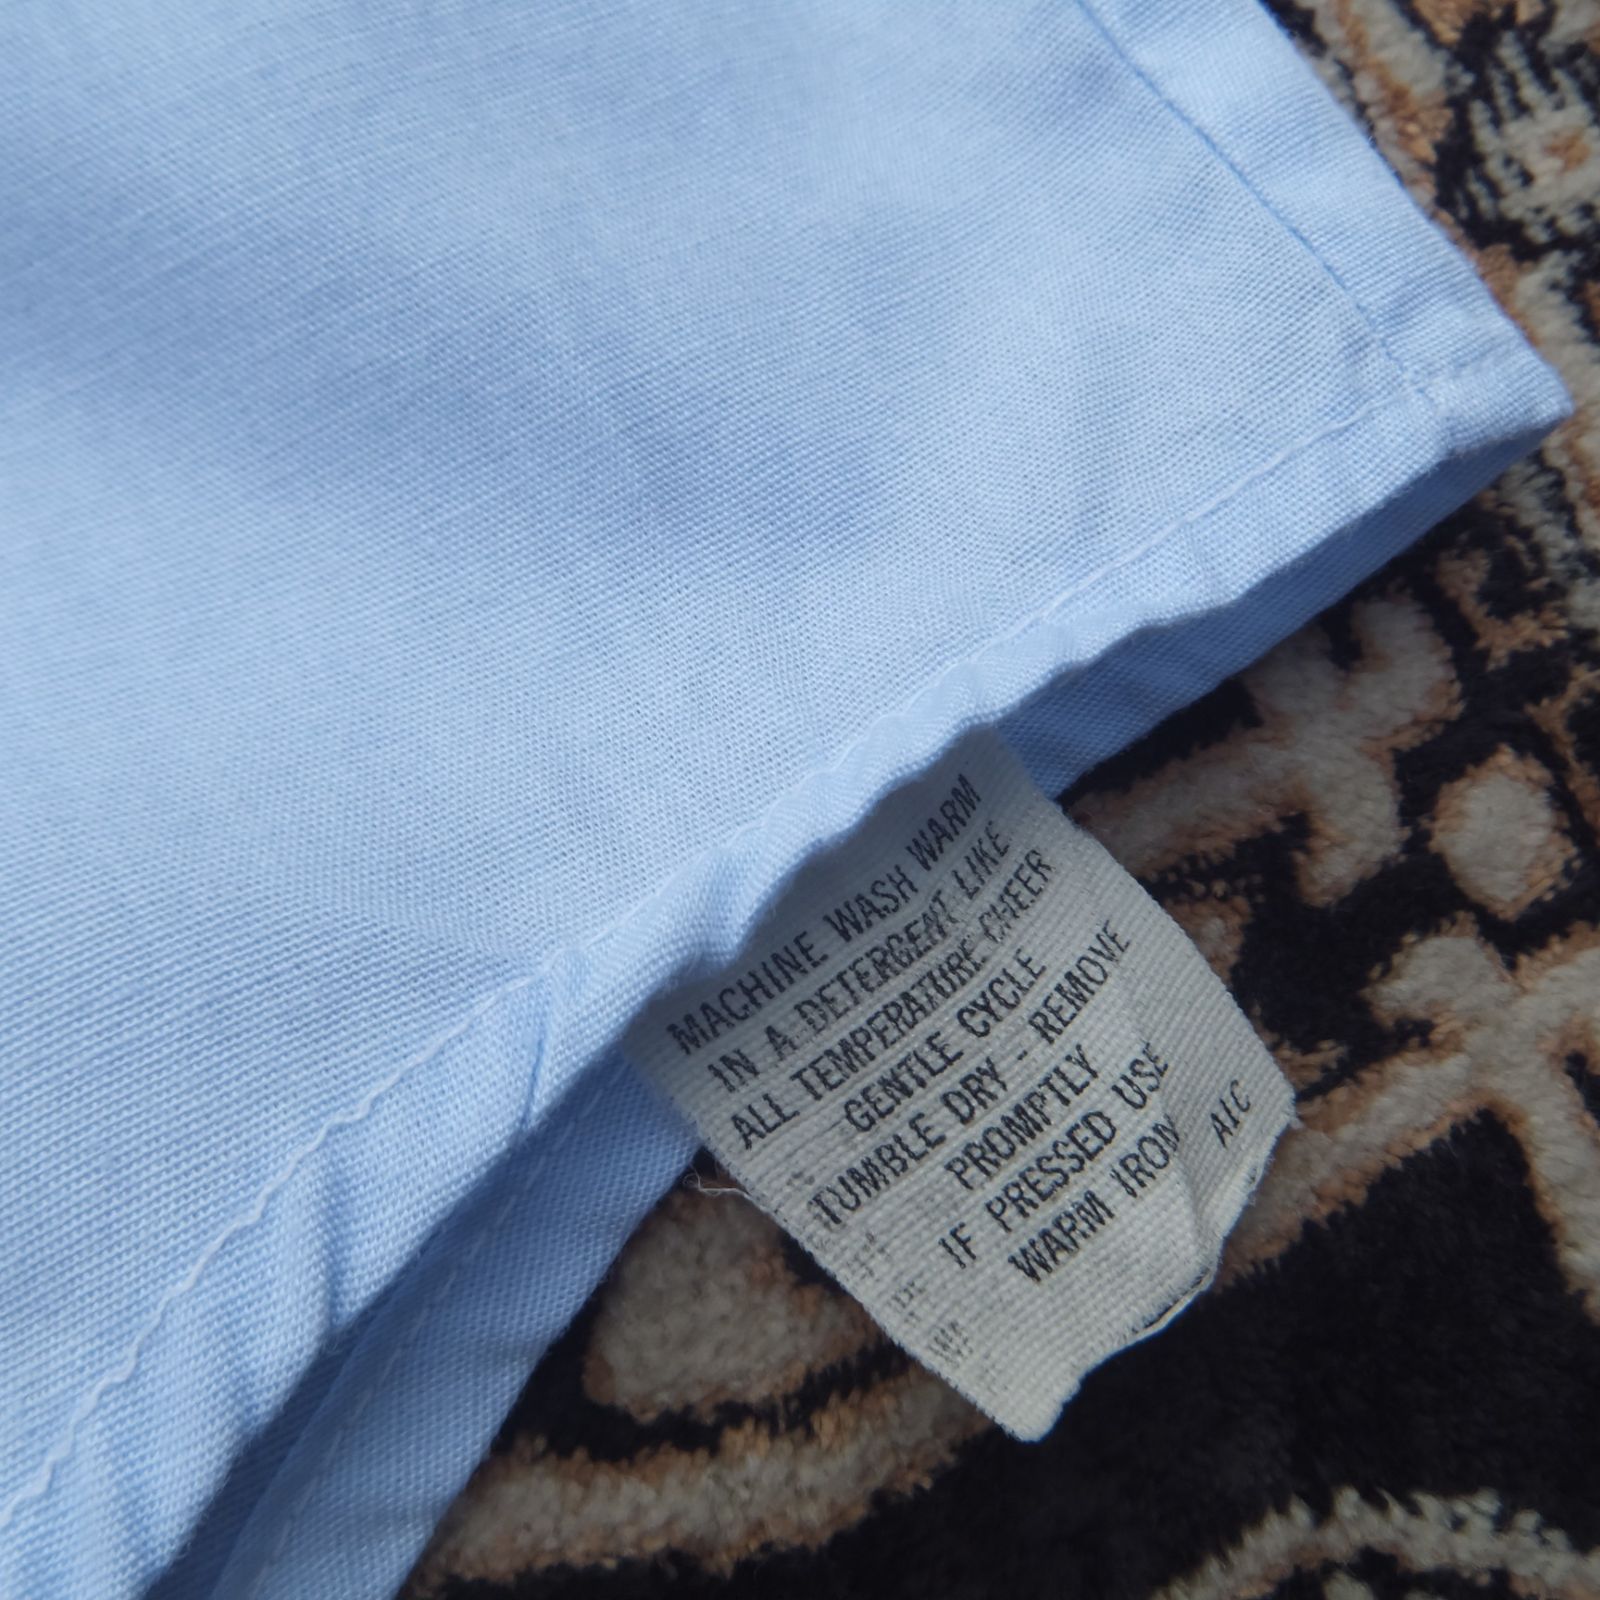 MACHINE WASH WARM
IN A DETERGENT LIKE
ALL TEMPERATURE CHEER
GENTLE CYCLE
TUMBLE DRY - REMOVE
PROMPTLY
IF PRESSED USE
WARM IRON
A1C